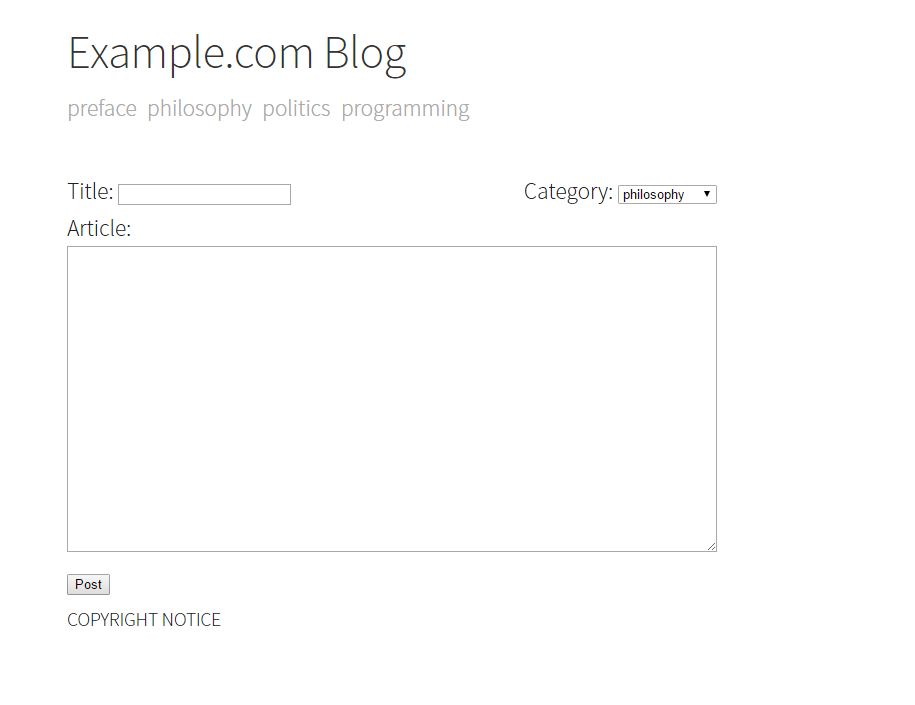 Example.com Blog
preface philosophy politics programming
Title: Category: philosophy
Article:
Post
COPYRIGHT NOTICE